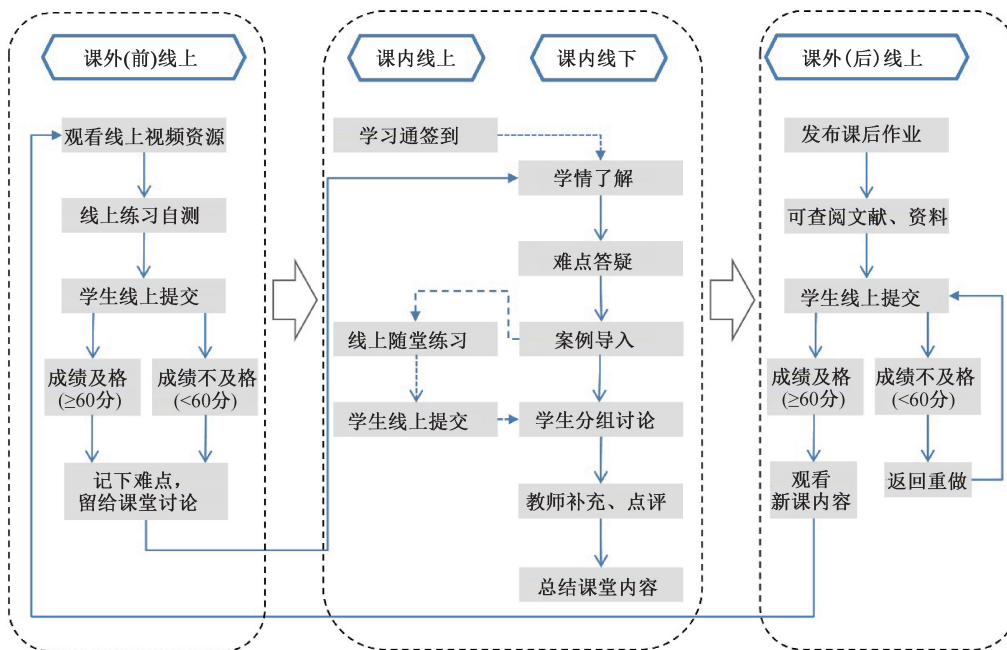 课外(前)线上
观看线上视频资源
线上练习自测
学生线上提交
成绩及格
(≥60分)
成绩不及格
(<60分)
记下难点，
留给课堂讨论
课内线上
课内线下
学习通签到
学情了解
难点答疑
线上随堂练习
案例导入
学生线上提交
学生分组讨论
教师补充、点评
总结课堂内容
课外(后)线上
发布课后作业
可查阅文献、资料
学生线上提交
成绩及格
(≥60分)
成绩不及格
(<60分)
观看
新课内容
返回重做